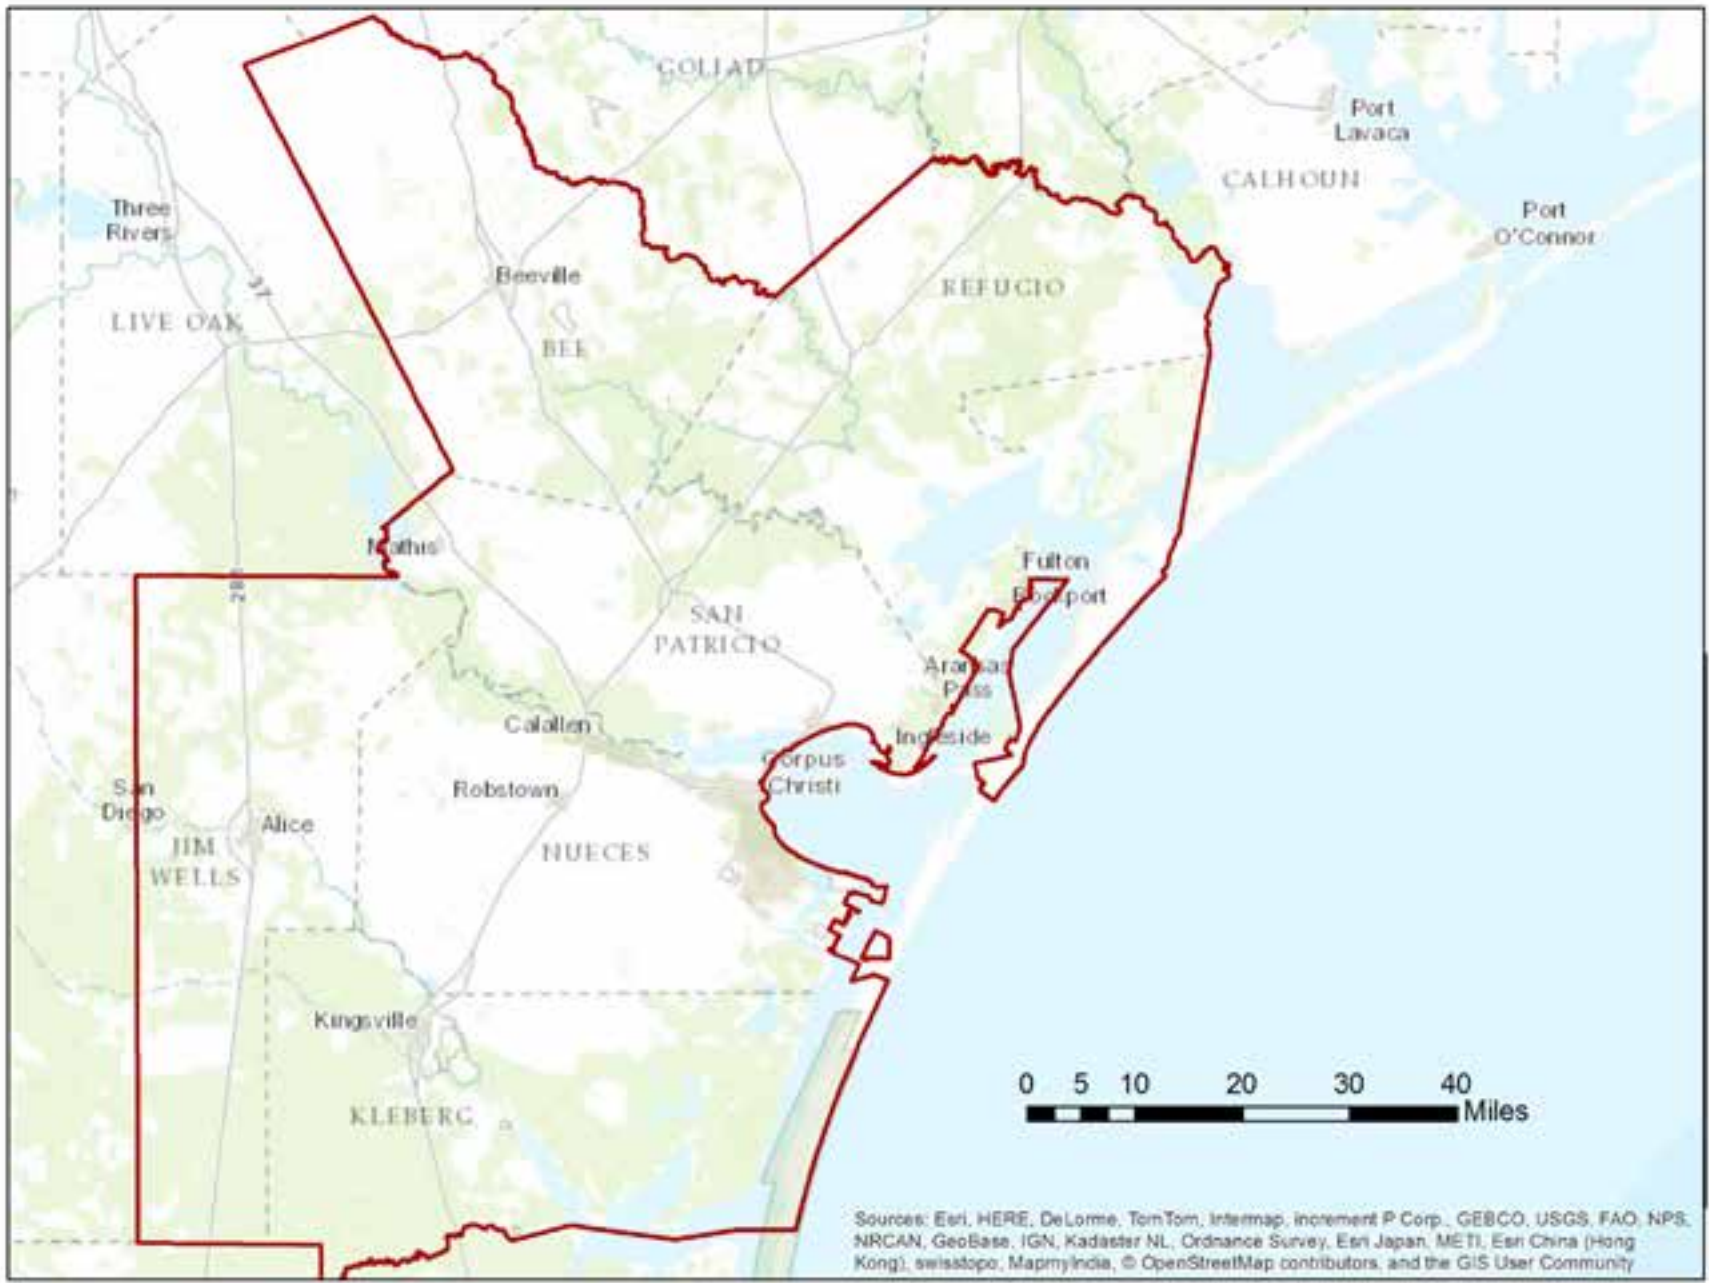 GOLIAD
Port
Lavaca
CALHOUN
Three
Rivers
Port
O'Connor
Beeville
37
REFUGIO
LIVE OAK
BEE
Mathis
Fulton
281
Rockport
SAN
PATRICIO
Aransas
Pass
Calallen
Ingleside
Corpus
Christi
San
Diego
Robstown
Alice
JIM
WELLS
NUECES
Kingsville
0 5 10 20 30 40
Miles
KLEBERG
Sources: Esri, HERE, DeLorme, TomTom, Intermap, increment P Corp., GEBCO, USGS, FAO, NPS,
NRCAN, GeoBase, IGN, Kadaster NL, Ordnance Survey, Esri Japan, METI, Esri China (Hong
Kong), swisstopo, MapmyIndia, © OpenStreetMap contributors, and the GIS User Community